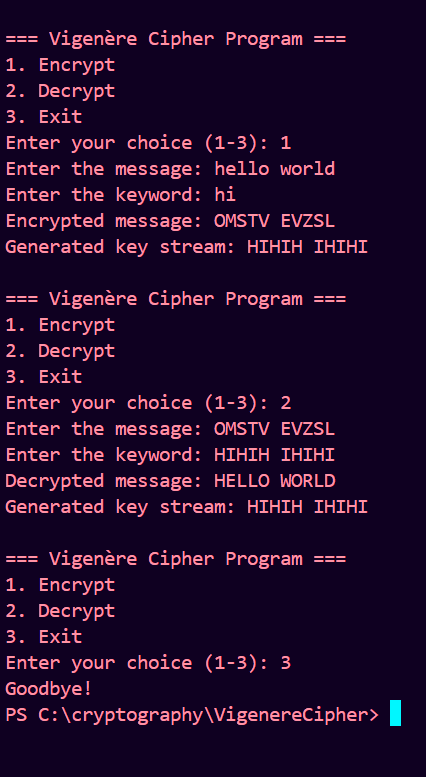 === Vigenère Cipher Program ===
1. Encrypt
2. Decrypt
3. Exit
Enter your choice (1-3): 1
Enter the message: hello world
Enter the keyword: hi
Encrypted message: OMSTV EVZSL
Generated key stream: HIHIH IHIHI
=== Vigenère Cipher Program ===
1. Encrypt
2. Decrypt
3. Exit
Enter your choice (1-3): 2
Enter the message: OMSTV EVZSL
Enter the keyword: HIHIH IHIHI
Decrypted message: HELLO WORLD
Generated key stream: HIHIH IHIHI
=== Vigenère Cipher Program ===
1. Encrypt
2. Decrypt
3. Exit
Enter your choice (1-3): 3
Goodbye!
PS C:\cryptography\VigenereCipher>